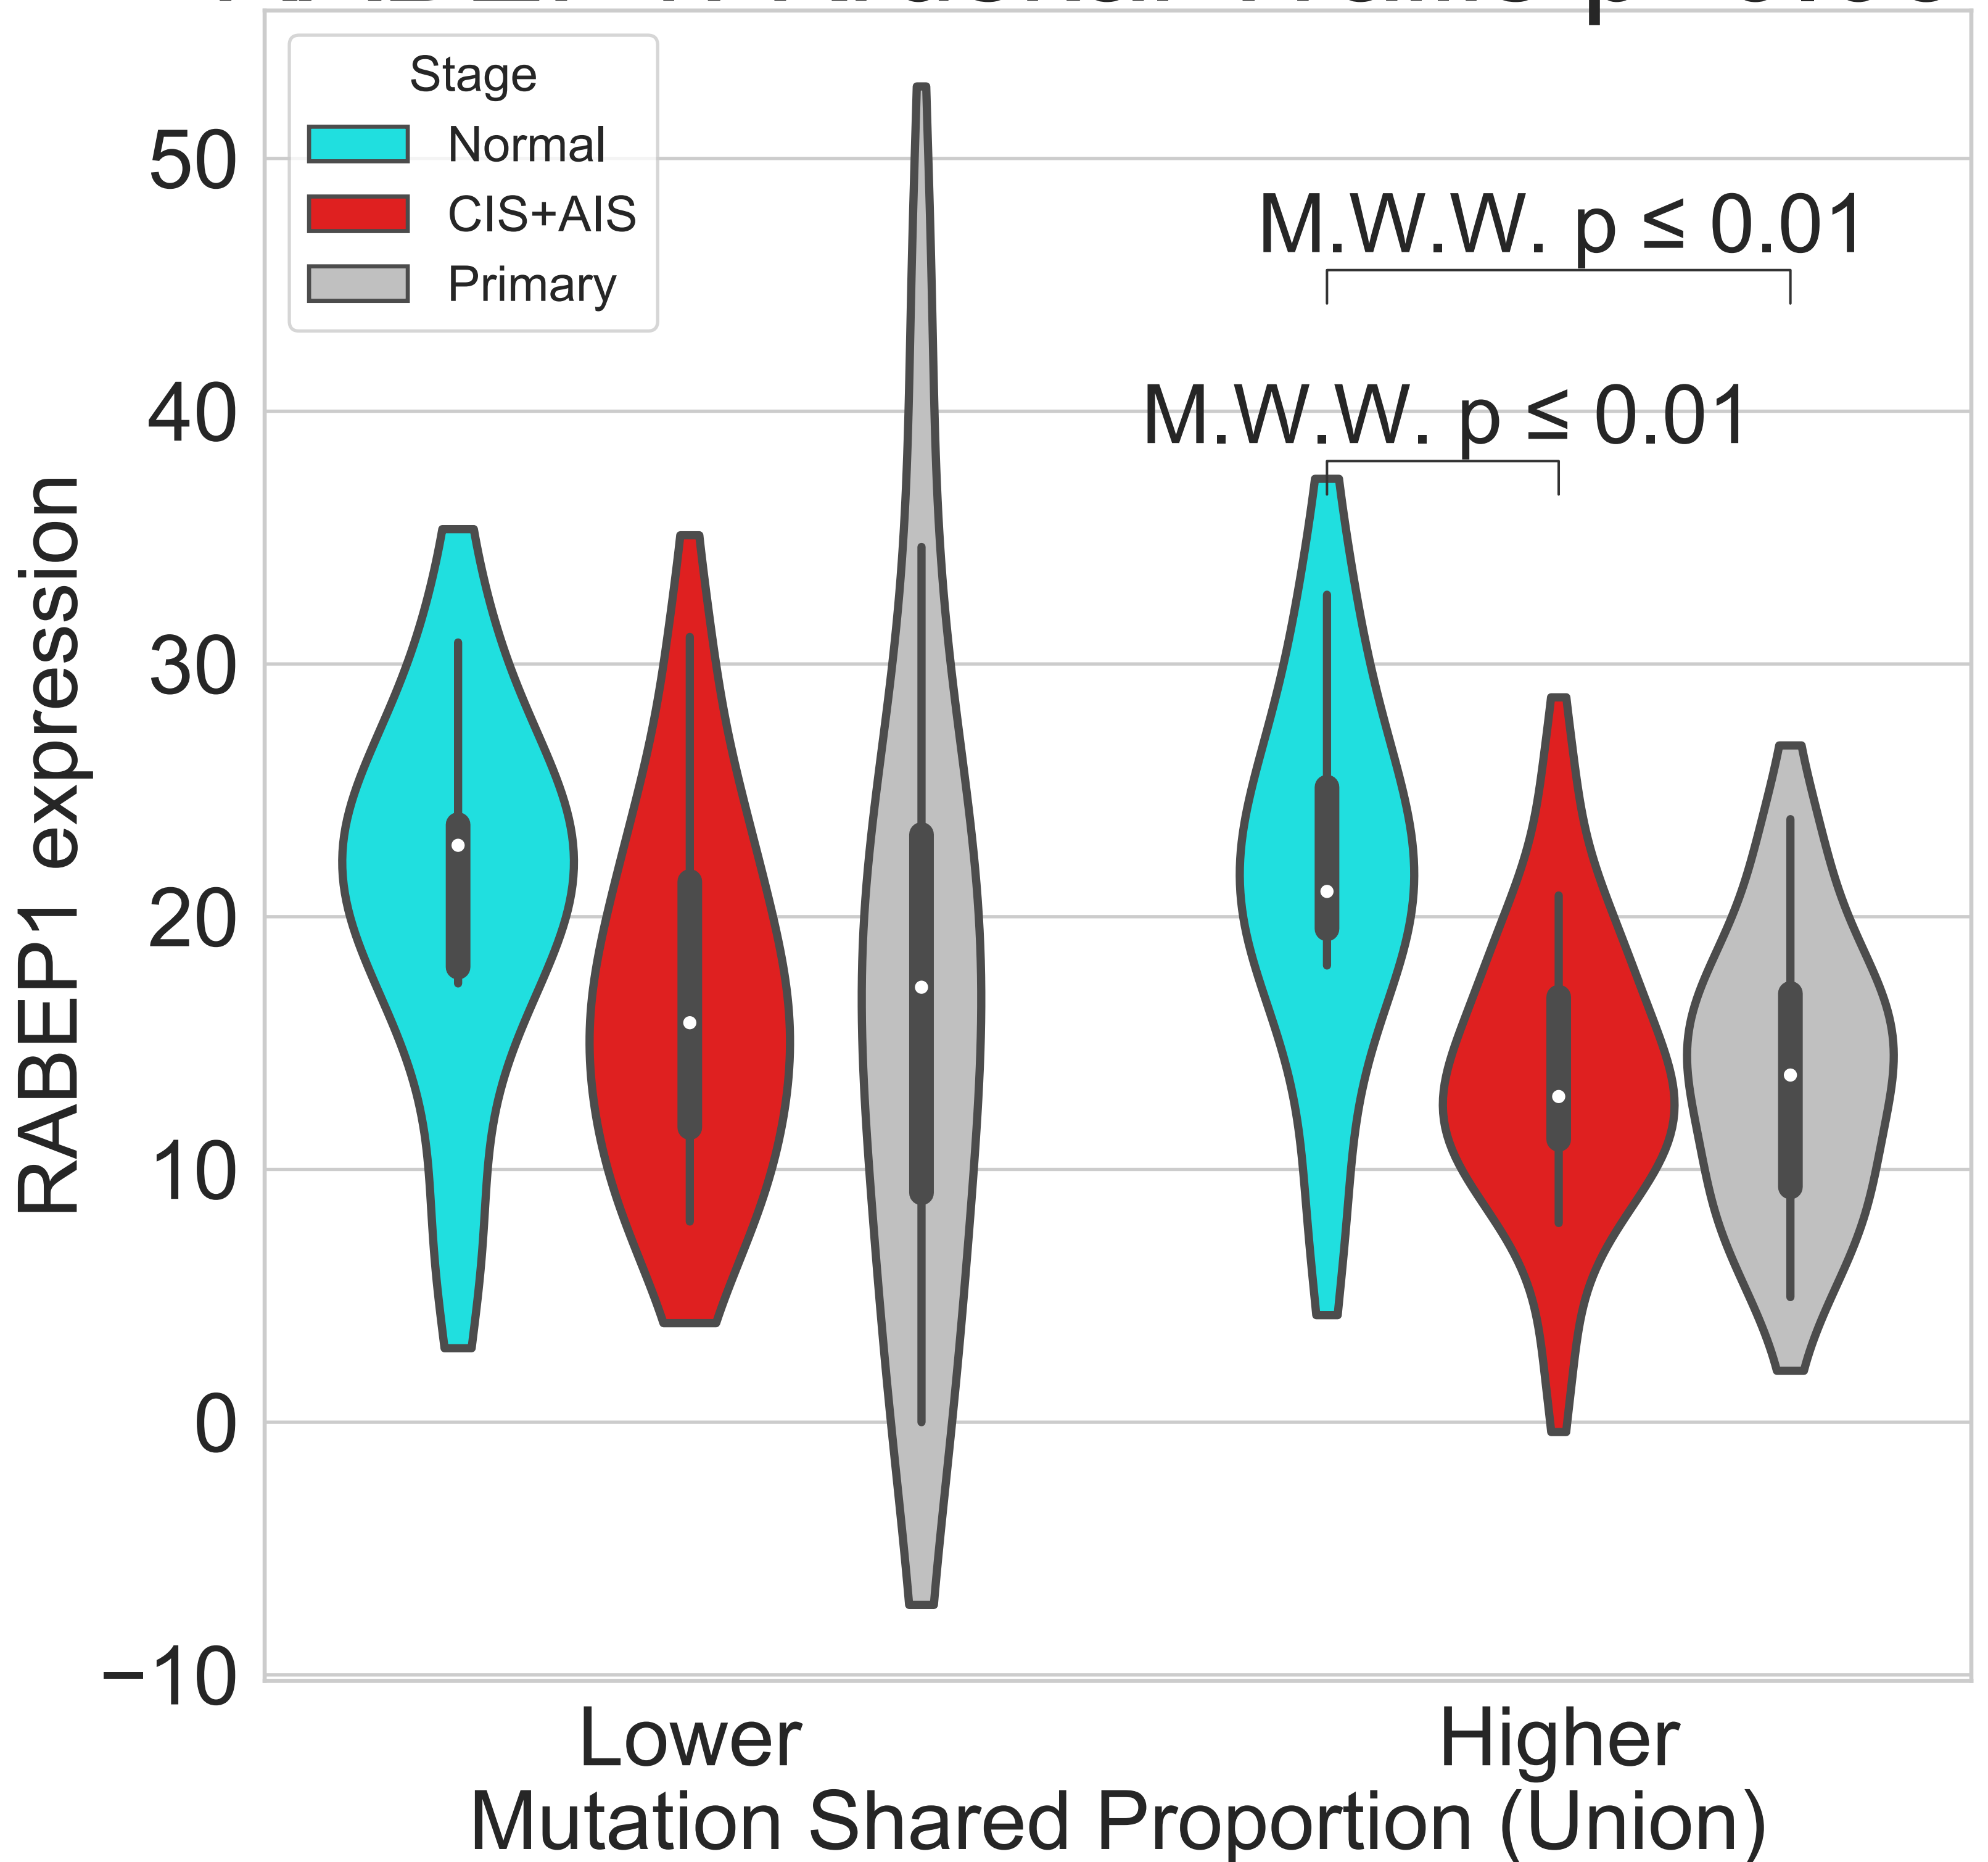 Stage
Normal
CIS+AIS
Primary
M.W.W. p ≤ 0.01
M.W.W. p ≤ 0.01
50
40
30
20
10
0
−10
RABEP1 expression
Lower
Higher
Mutation Shared Proportion (Union)